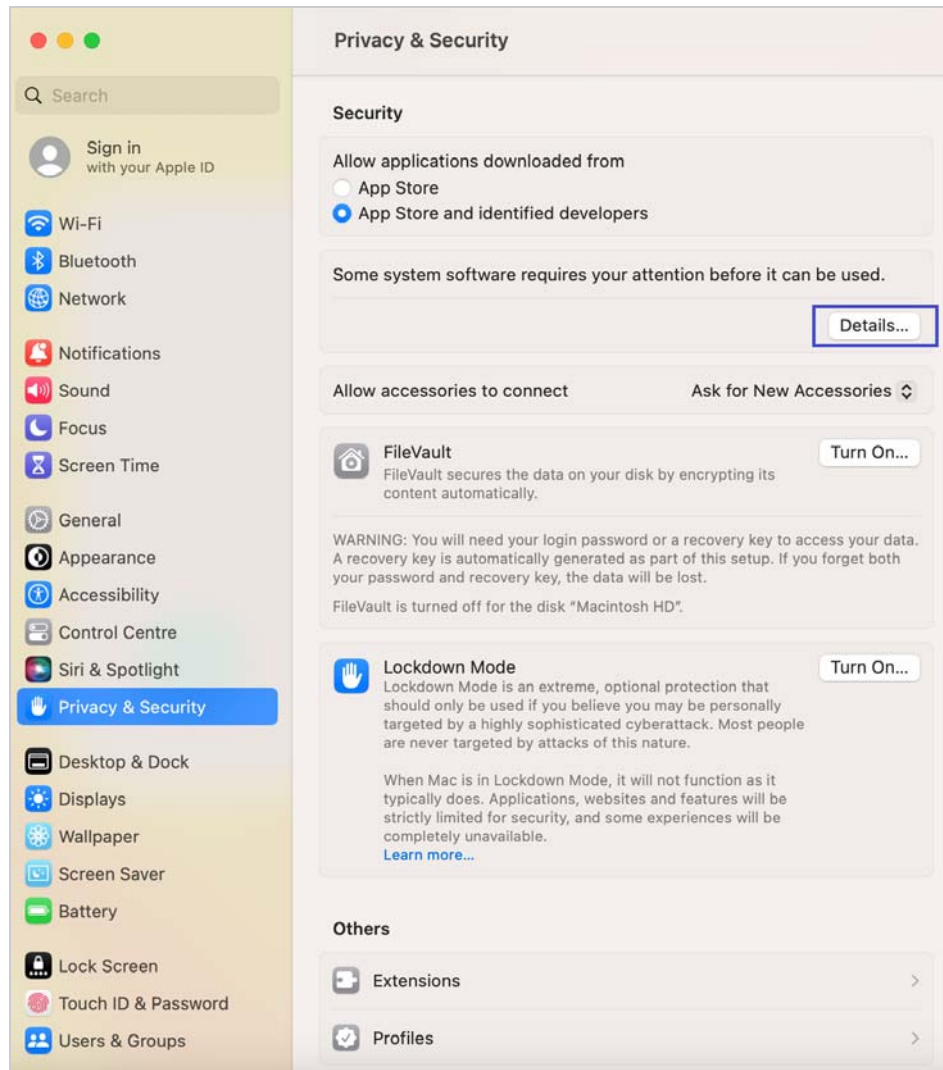 Search
Sign in
with your Apple ID
Wi-Fi
Bluetooth
Network
Notifications
Sound
Focus
Screen Time
General
Appearance
Accessibility
Control Centre
Siri & Spotlight
Privacy & Security
Desktop & Dock
Displays
Wallpaper
Screen Saver
Battery
Lock Screen
Touch ID & Password
Users & Groups
Privacy & Security
Security
Allow applications downloaded from
App Store
App Store and identified developers
Some system software requires your attention before it can be used.
Details...
Allow accessories to connect
Ask for New Accessories
FileVault
Turn On...
FileVault secures the data on your disk by encrypting its
content automatically.
WARNING: You will need your login password or a recovery key to access your data.
A recovery key is automatically generated as part of this setup. If you forget both
your password and recovery key, the data will be lost.
FileVault is turned off for the disk “Macintosh HD”.
Lockdown Mode
Turn On...
Lockdown Mode is an extreme, optional protection that
should only be used if you believe you may be personally
targeted by a highly sophisticated cyberattack. Most people
are never targeted by attacks of this nature.
When Mac is in Lockdown Mode, it will not function as it
typically does. Applications, websites and features will be
strictly limited for security, and some experiences will be
completely unavailable.
Learn more...
Others
Extensions
Profiles